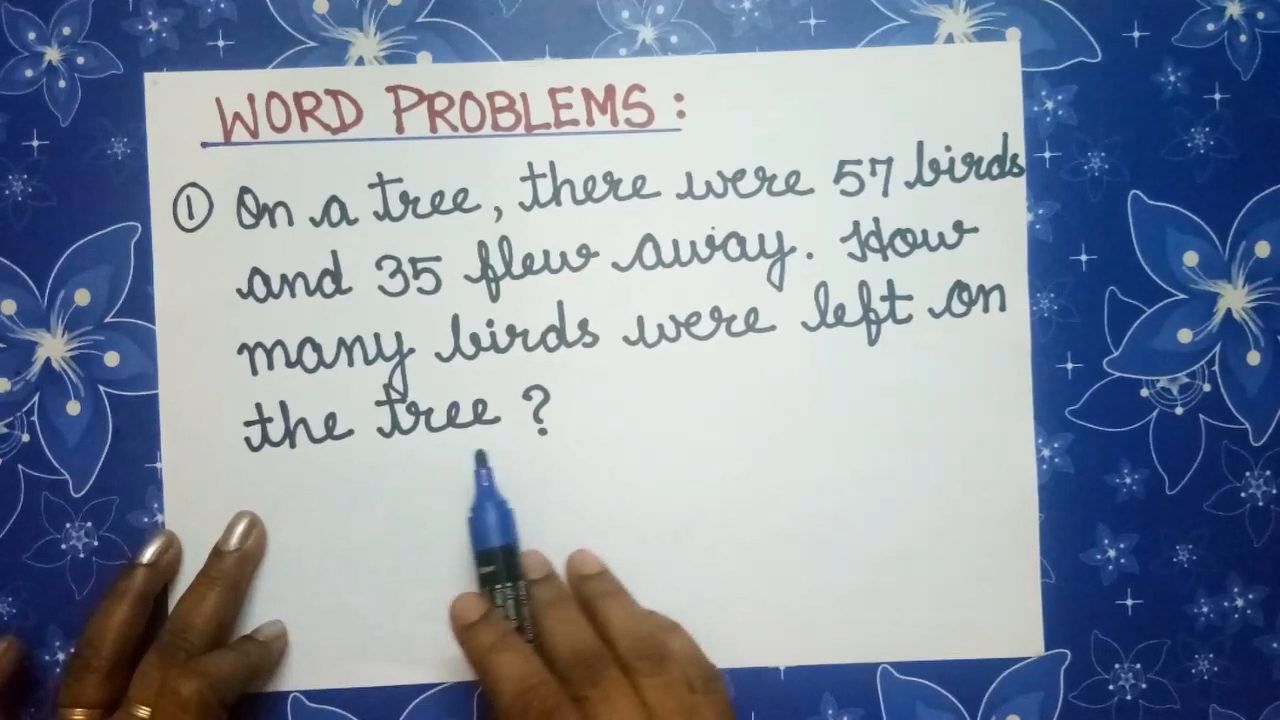 WORD PROBLEMS:
① On a tree, there were 57 birds
and 35 flew away. How
many birds were left on
the tree ?